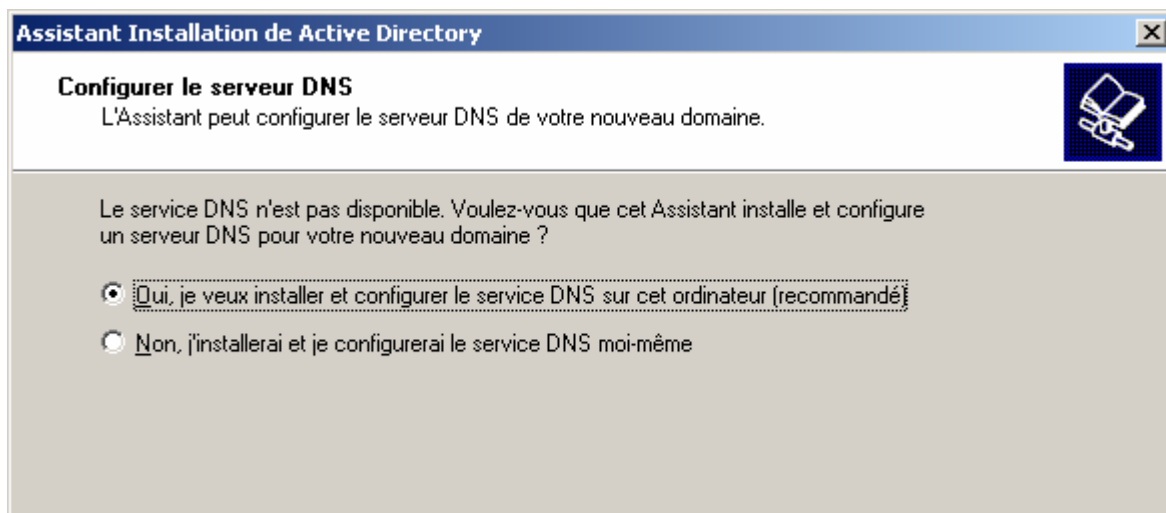 Assistant Installation de Active Directory
Configurer le serveur DNS
L'Assistant peut configurer le serveur DNS de votre nouveau domaine.
Le service DNS n'est pas disponible. Voulez-vous que cet Assistant installe et configure
un serveur DNS pour votre nouveau domaine ?
Oui, je veux installer et configurer le service DNS sur cet ordinateur (recommandé)
Non, j'installerai et je configurerai le service DNS moi-même